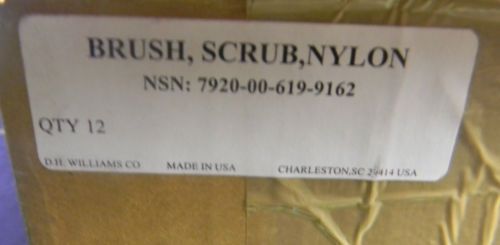 BRUSH, SCRUB,NYLON
NSN: 7920-00-619-9162
QTY 12
D.H. WILLIAMS CO MADE IN USA CHARLESTON,SC 29414 USA